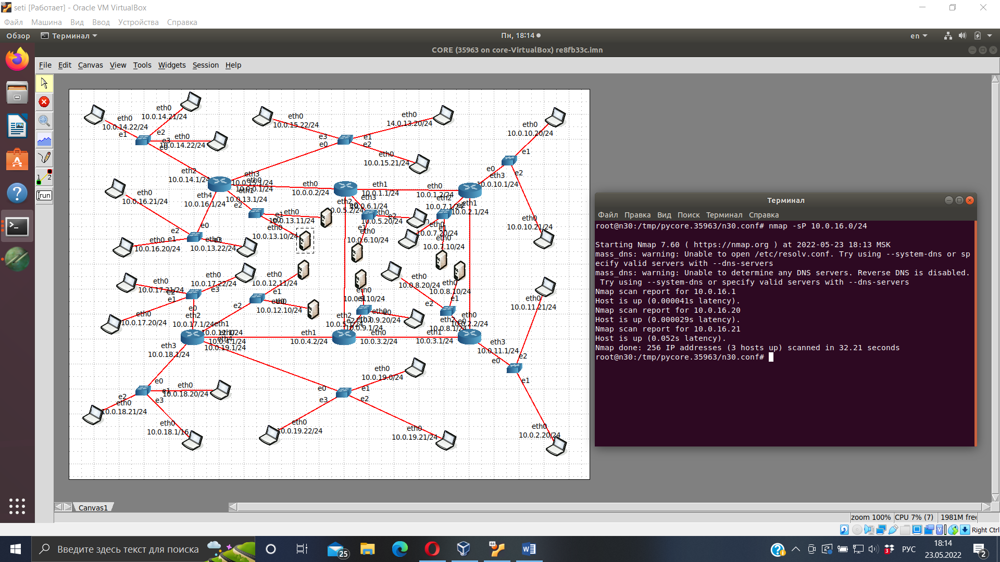 seti [Работает] - Oracle VM VirtualBox
Файл Машина Вид Ввод Устройства Справка
Обзор Терминал Пн, 18:14 en
CORE (35963 on core-VirtualBox) re8fb33c.imn
File Edit Canvas View Tools Widgets Session Help
eth0
10.0.14.22/24
e1
eth0
10.0.14.21/24
e2
e3
eth0
10.0.14.22/24
e0
eth0
10.0.15.22/24
e3
e0
eth0
14.0.13.20/24
e1
e2
eth0
10.0.15.21/24
eth0
10.0.10.20/24
e1
e0
e2
eth3
10.0.10.1/24
eth0
10.0.10.21/24
eth2
10.0.14.1/24
eth3
10.0.15.1/24
eth0
10.0.0.1/24
eth1
10.0.13.1/24
eth4
10.0.16.1/24
eth0
10.0.0.2/24
eth1
10.0.1.1/24
eth0
10.0.1.2/24
eth2
10.0.7.1/24
eth1
10.0.2.1/24
eth2
10.0.5.2/24
eth3
10.0.6.1/24
eth0
10.0.16.21/24
e2
e0
e1
eth0
10.0.16.20/24
e3
eth0
10.0.13.22/24
e2
e1
eth0
10.0.13.11/24
e0
eth0
10.0.13.10/24
e0
e2
eth0
10.0.5.20/24
e1
eth0
10.0.6.10/24
e2
eth0
10.0.7.20/24
e1
10.0.7.10/24
eth0
10.0.17.21/24
e2
e1
eth0
10.0.17.22/24
e3
e0
eth0
10.0.17.20/24
eth2
10.0.17.1/24
eth0
10.0.12.11/24
e1
e2
e0
eth0
10.0.12.10/24
eth1
10.0.12.1/24
eth0
10.0.4.1/24
eth4
10.0.19.1/24
eth3
10.0.18.1/24
eth1
10.0.4.2/24
eth2
10.0.5.1/24
eth3
10.0.9.1/24
eth0
10.0.3.2/24
eth0
10.0.9.10/24
e1
e2
e0
eth0
10.0.9.20/24
eth0
10.0.8.20/24
e2
eth0
10.0.8.10/24
e1
e0
eth2
10.0.8.1/24
eth0
10.0.2.2/24
eth1
10.0.3.1/24
eth3
10.0.11.1/24
eth0
10.0.11.21/24
e2
e0
e1
eth0
10.0.2.20/24
e0
e1
eth0
10.0.18.20/24
e2
eth0
10.0.18.21/24
e3
eth0
10.0.18.1/16
e0
e1
eth0
10.0.19.0/24
e2
e3
eth0
10.0.19.22/24
eth0
10.0.19.21/24
1 2
run
Canvas1
zoom 100% CPU 7% (7) 1981M free
Right Ctrl
Терминал
Файл Правка Вид Поиск Терминал Справка
root@n30:/tmp/pycore.35963/n30.conf# nmap -sP 10.0.16.0/24
Starting Nmap 7.60 ( https://nmap.org ) at 2022-05-23 18:13 MSK
mass_dns: warning: Unable to open /etc/resolv.conf. Try using --system-dns or sp
ecify valid servers with --dns-servers
mass_dns: warning: Unable to determine any DNS servers. Reverse DNS is disabled.
Try using --system-dns or specify valid servers with --dns-servers
Nmap scan report for 10.0.16.1
Host is up (0.000041s latency).
Nmap scan report for 10.0.16.20
Host is up (0.000029s latency).
Nmap scan report for 10.0.16.21
Host is up (0.052s latency).
Nmap done: 256 IP addresses (3 hosts up) scanned in 32.21 seconds
root@n30:/tmp/pycore.35963/n30.conf#
Введите здесь текст для поиска
25
64
3
РУС
18:14
23.05.2022
2